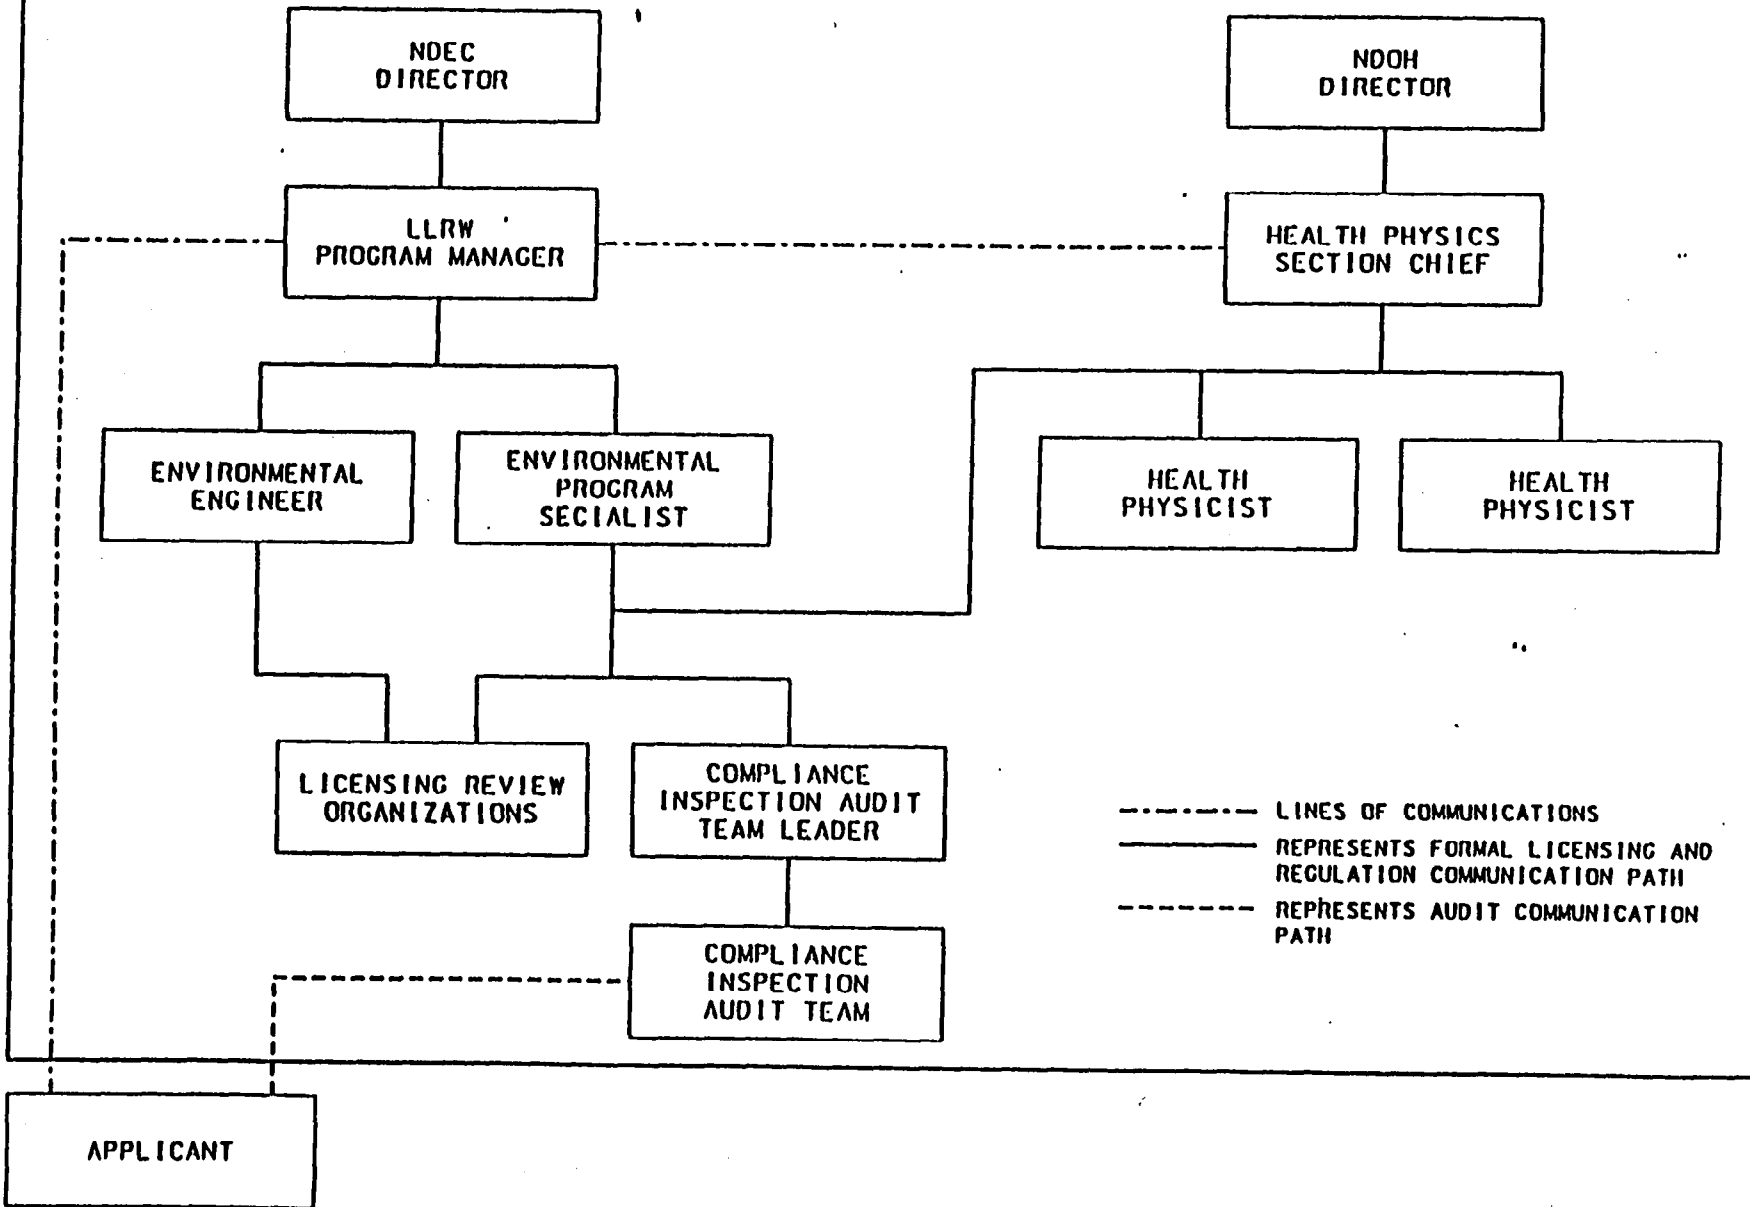 NDEC
DIRECTOR
NDOH
DIRECTOR
LLRW
PROGRAM MANAGER
HEALTH PHYSICS
SECTION CHIEF
ENVIRONMENTAL
ENGINEER
ENVIRONMENTAL
PROGRAM
SECIALIST
HEALTH
PHYSICIST
HEALTH
PHYSICIST
LICENSING REVIEW
ORGANIZATIONS
COMPLIANCE
INSPECTION AUDIT
TEAM LEADER
LINES OF COMMUNICATIONS
REPRESENTS FORMAL LICENSING AND
REGULATION COMMUNICATION PATH
REPRESENTS AUDIT COMMUNICATION
PATH
COMPLIANCE
INSPECTION
AUDIT TEAM
APPLICANT